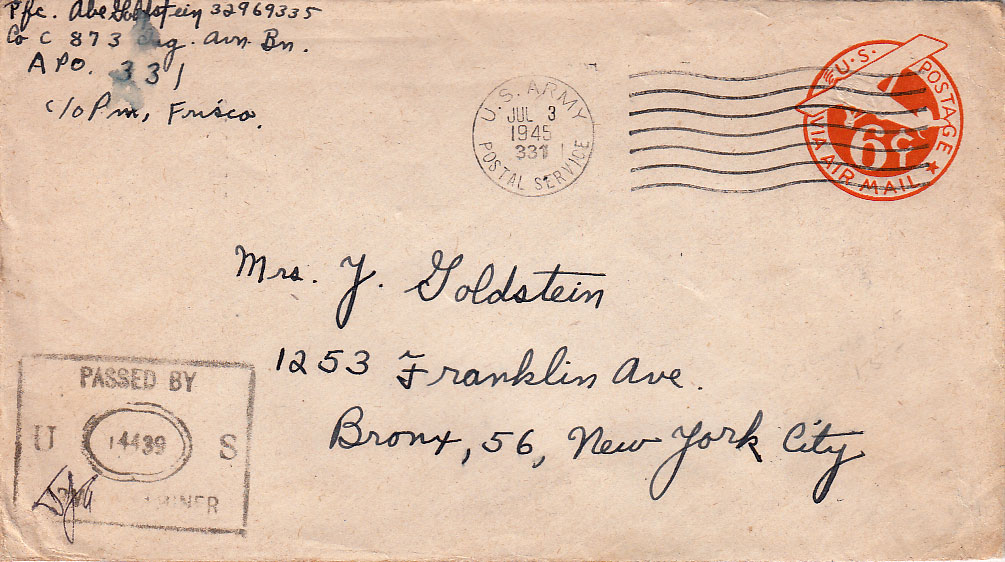 Pfc. Abe Goldstein 32969335
Co C 873 Eng. Avn. Bn.
APO. 331
c/o P.m., Frisco.
U.S. ARMY
JUL 3
1945
331
POSTAL SERVICE
U.S. POSTAGE
6¢
VIA AIR MAIL
Mrs. Y. Goldstein
1253 Franklin Ave.
Bronx, 56, New York City
PASSED BY
U 14439 S